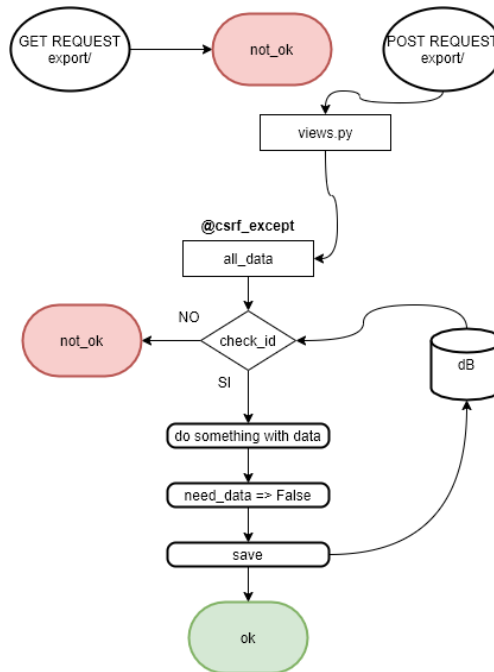 GET REQUEST
export/
not_ok
POST REQUEST
export/
views.py
@csrf_except
all_data
NO
not_ok
check_id
dB
SI
do something with data
need_data => False
save
ok